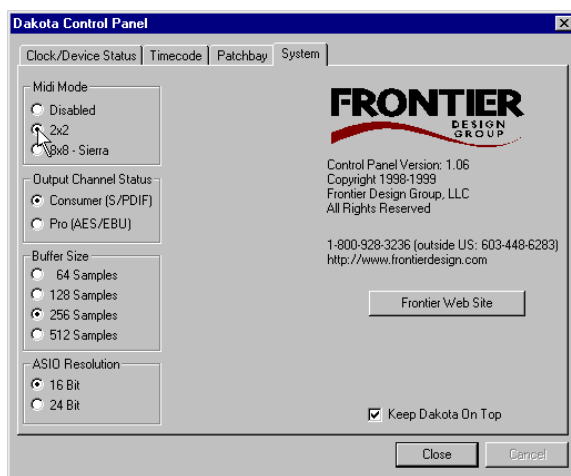 Dakota Control Panel
Clock/Device Status
Timecode
Patchbay
System
Midi Mode
Disabled
2x2
8x8 - Sierra
Output Channel Status
Consumer (S/PDIF)
Pro (AES/EBU)
Buffer Size
64 Samples
128 Samples
256 Samples
512 Samples
ASIO Resolution
16 Bit
24 Bit
FRONTIER
DESIGN
GROUP
Control Panel Version: 1.06
Copyright 1998-1999
Frontier Design Group, LLC
All Rights Reserved
1-800-928-3236 (outside US: 603-448-6283)
http://www.frontierdesign.com
Frontier Web Site
Keep Dakota On Top
Close
Cancel